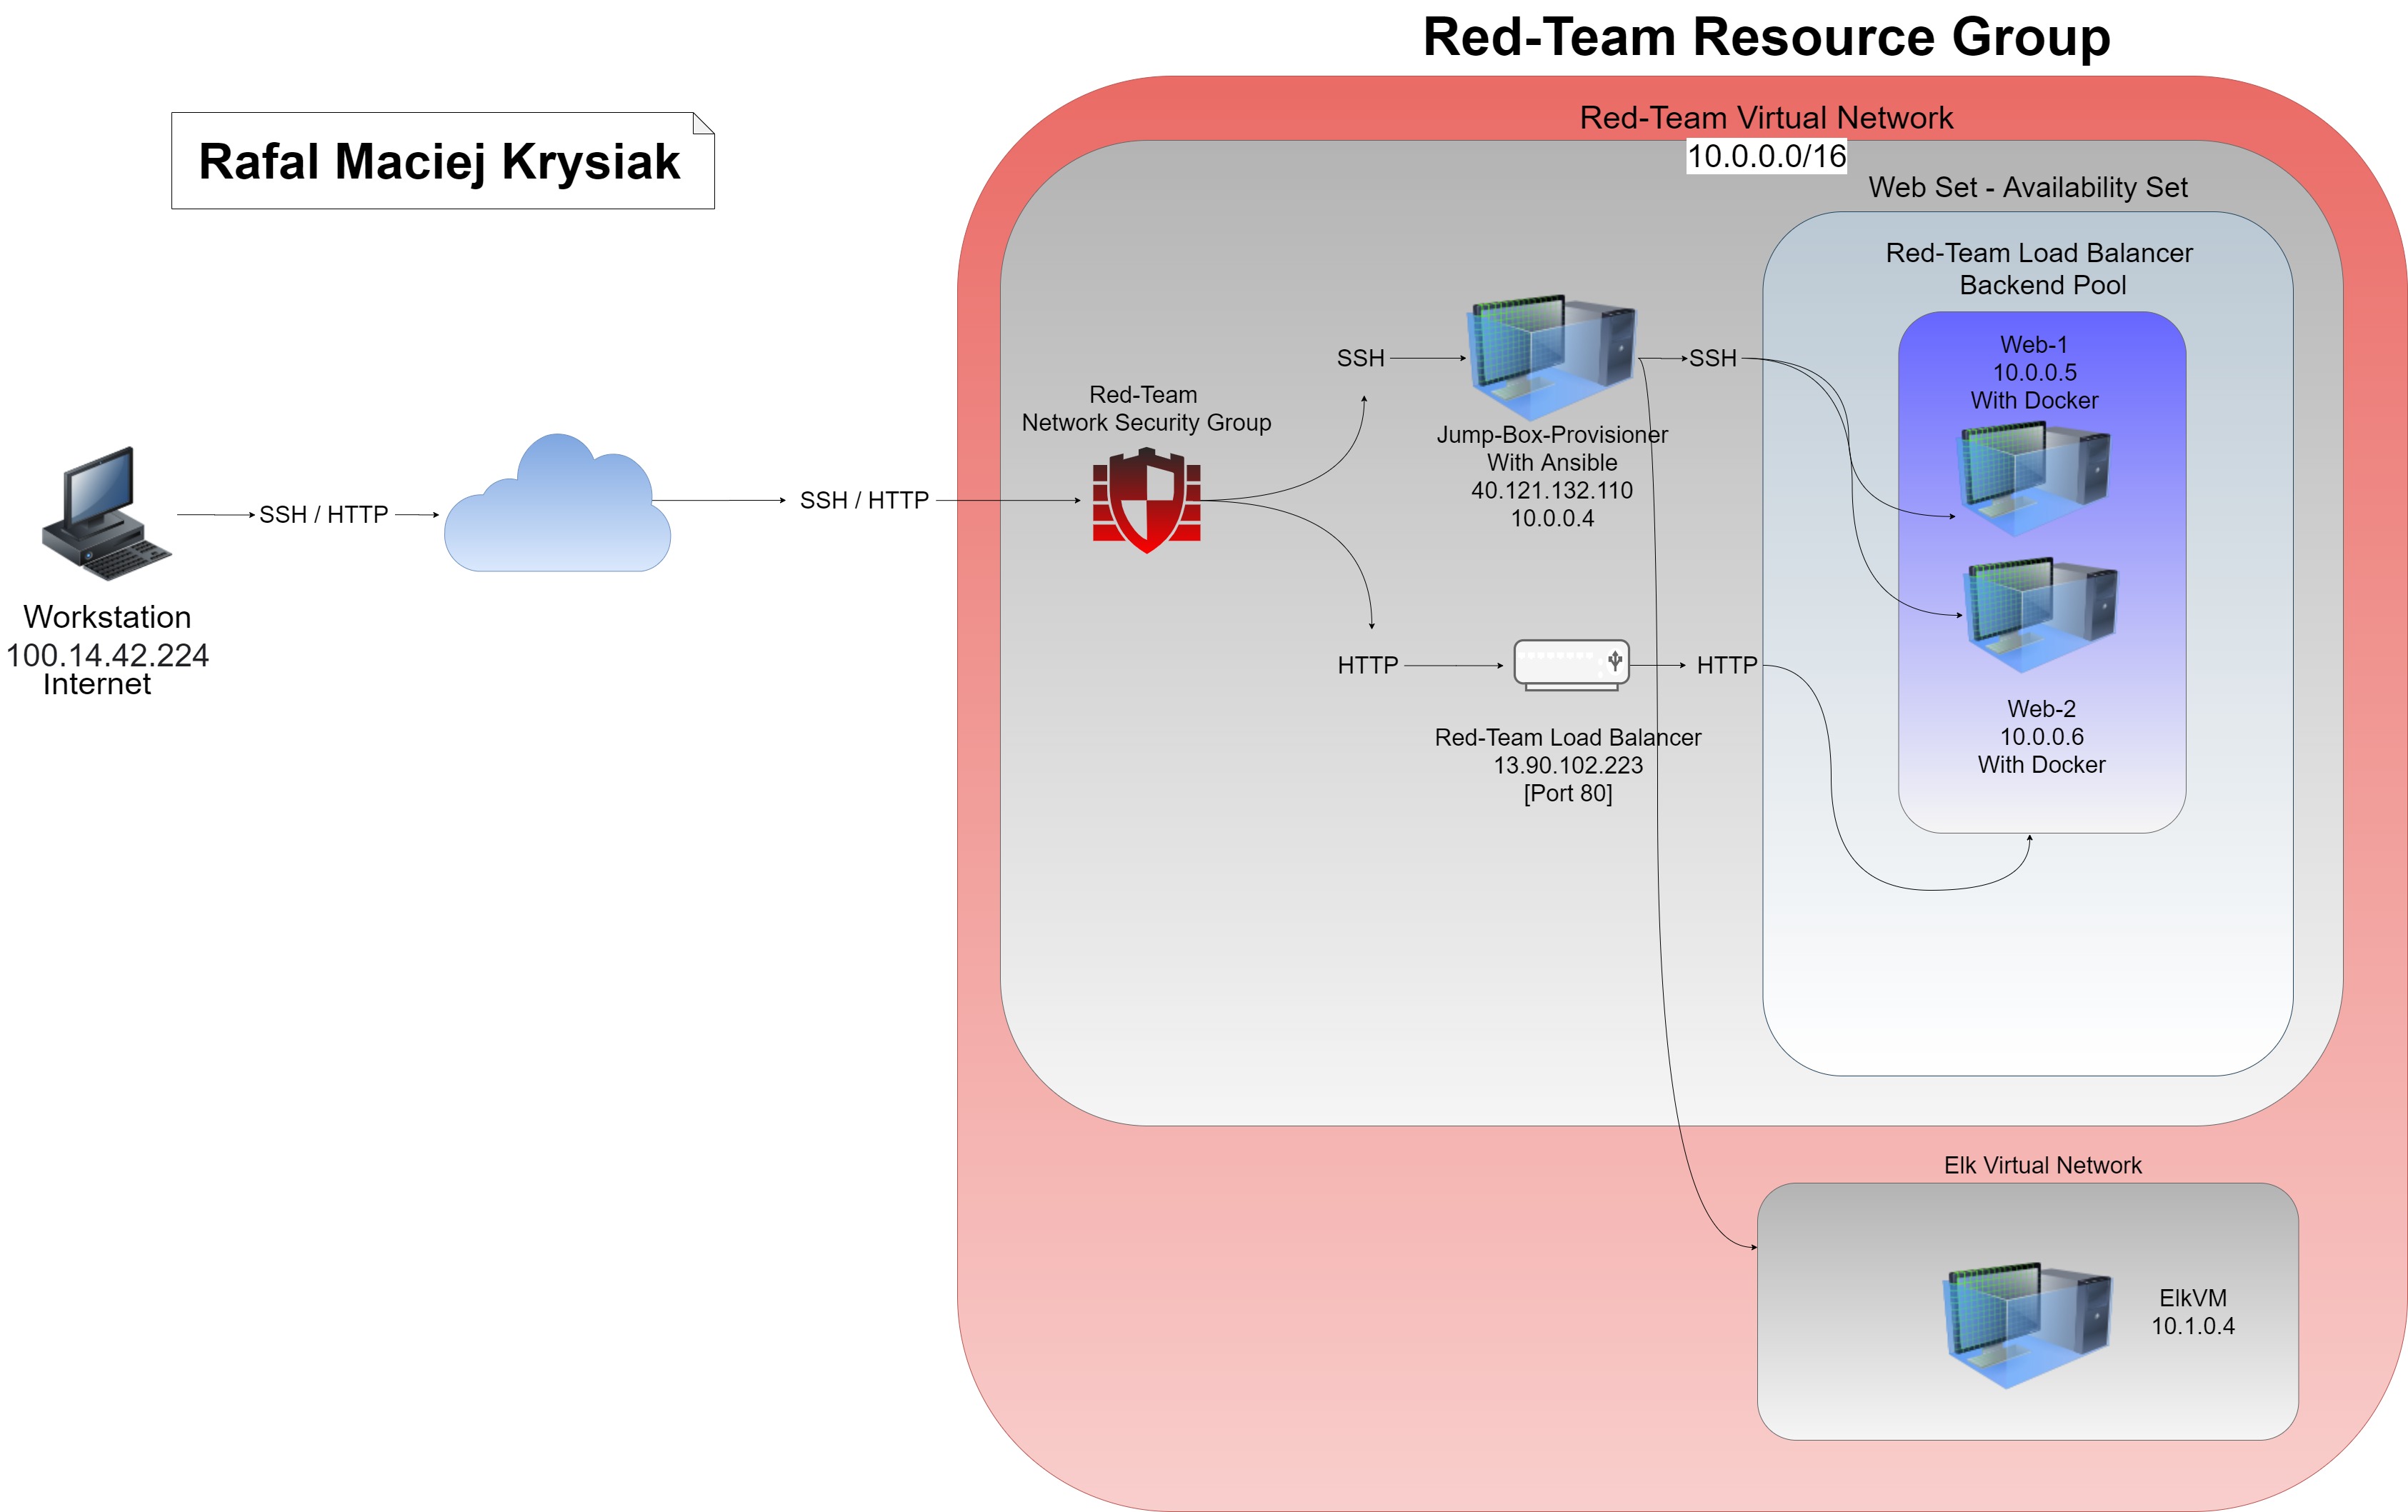 Red-Team Resource Group
Rafal Maciej Krysiak
Red-Team Virtual Network
10.0.0.0/16
Web Set - Availability Set
Red-Team Load Balancer
Backend Pool
Web-1
10.0.0.5
With Docker
SSH
SSH
Red-Team
Network Security Group
Jump-Box-Provisioner
With Ansible
40.121.132.110
10.0.0.4
SSH / HTTP
SSH / HTTP
Workstation
100.14.42.224
Internet
HTTP
HTTP
Red-Team Load Balancer
13.90.102.223
[Port 80]
Web-2
10.0.0.6
With Docker
Elk Virtual Network
ElkVM
10.1.0.4